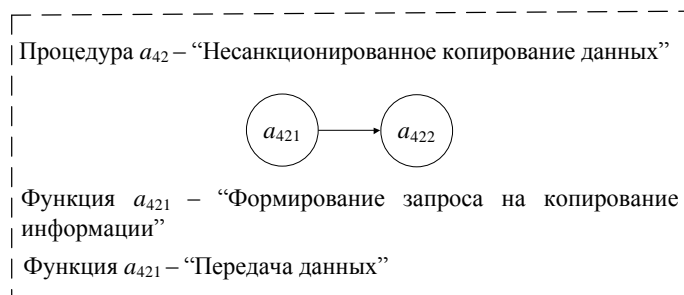 Процедура a42 – “Несанкционированное копирование данных”
a421 a422
Функция a421 – “Формирование запроса на копирование
информации”
Функция a421 – “Передача данных”